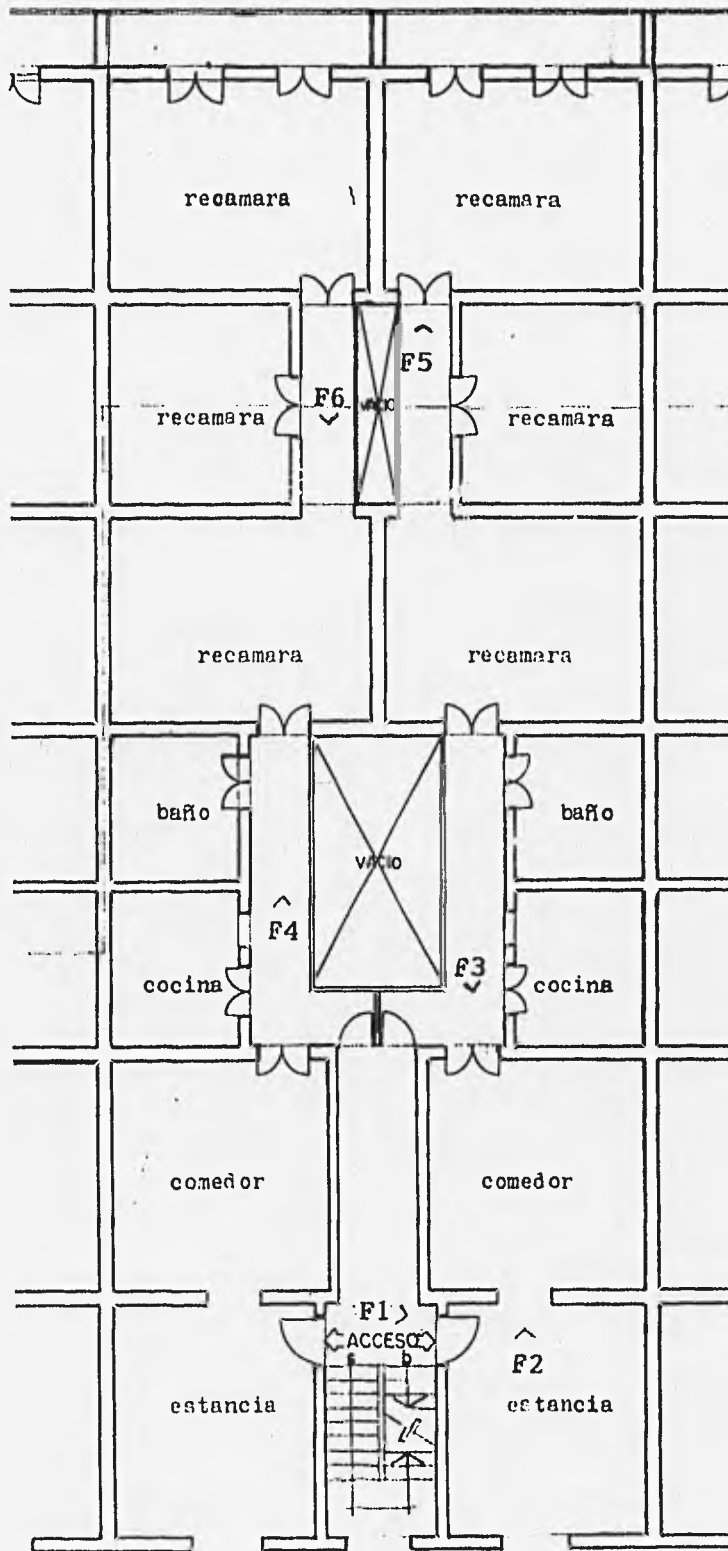 recamara recamara
F5
F6 VACIO
recamara recamara
recamara recamara
baño baño
VACIO
F4 F3
cocina cocina
comedor comedor
F1
ACCESO
s b
F2
estancia estancia